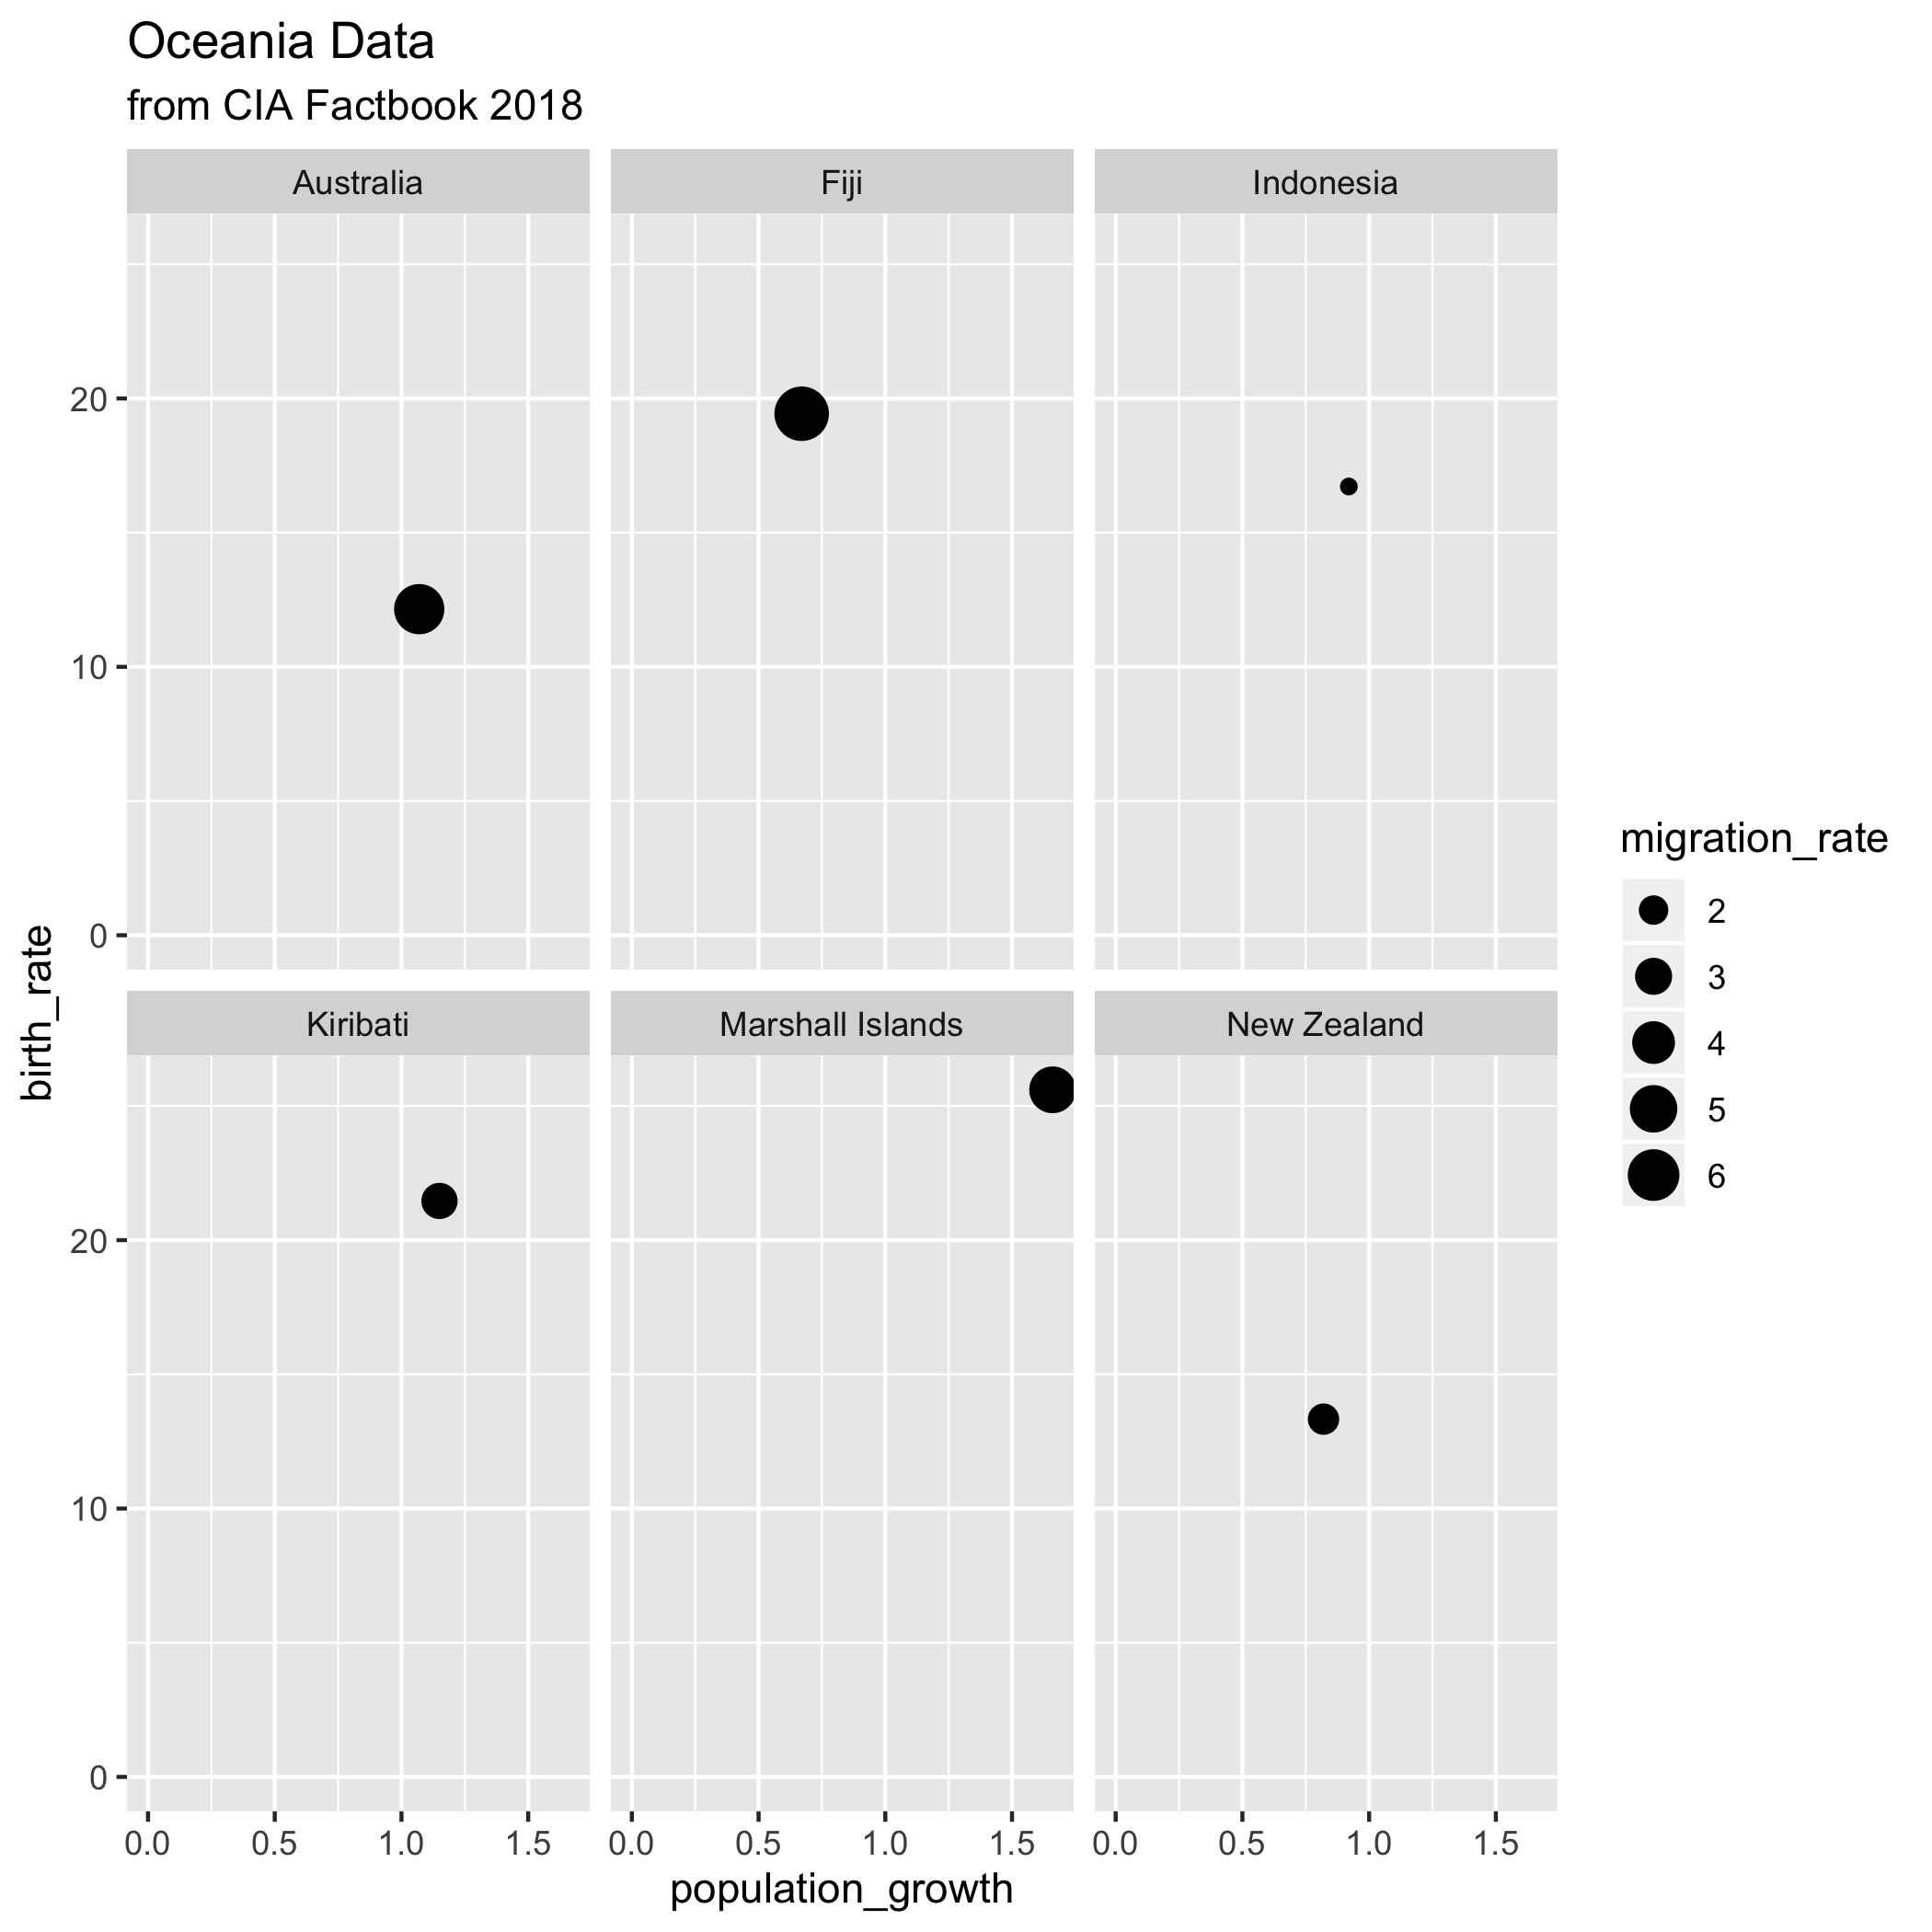 Oceania Data
from CIA Factbook 2018
Australia Fiji Indonesia
20
10
0
Kiribati Marshall Islands New Zealand
20
10
0
0.0 0.5 1.0 1.5 0.0 0.5 1.0 1.5 0.0 0.5 1.0 1.5
population_growth
birth_rate
migration_rate
2
3
4
5
6